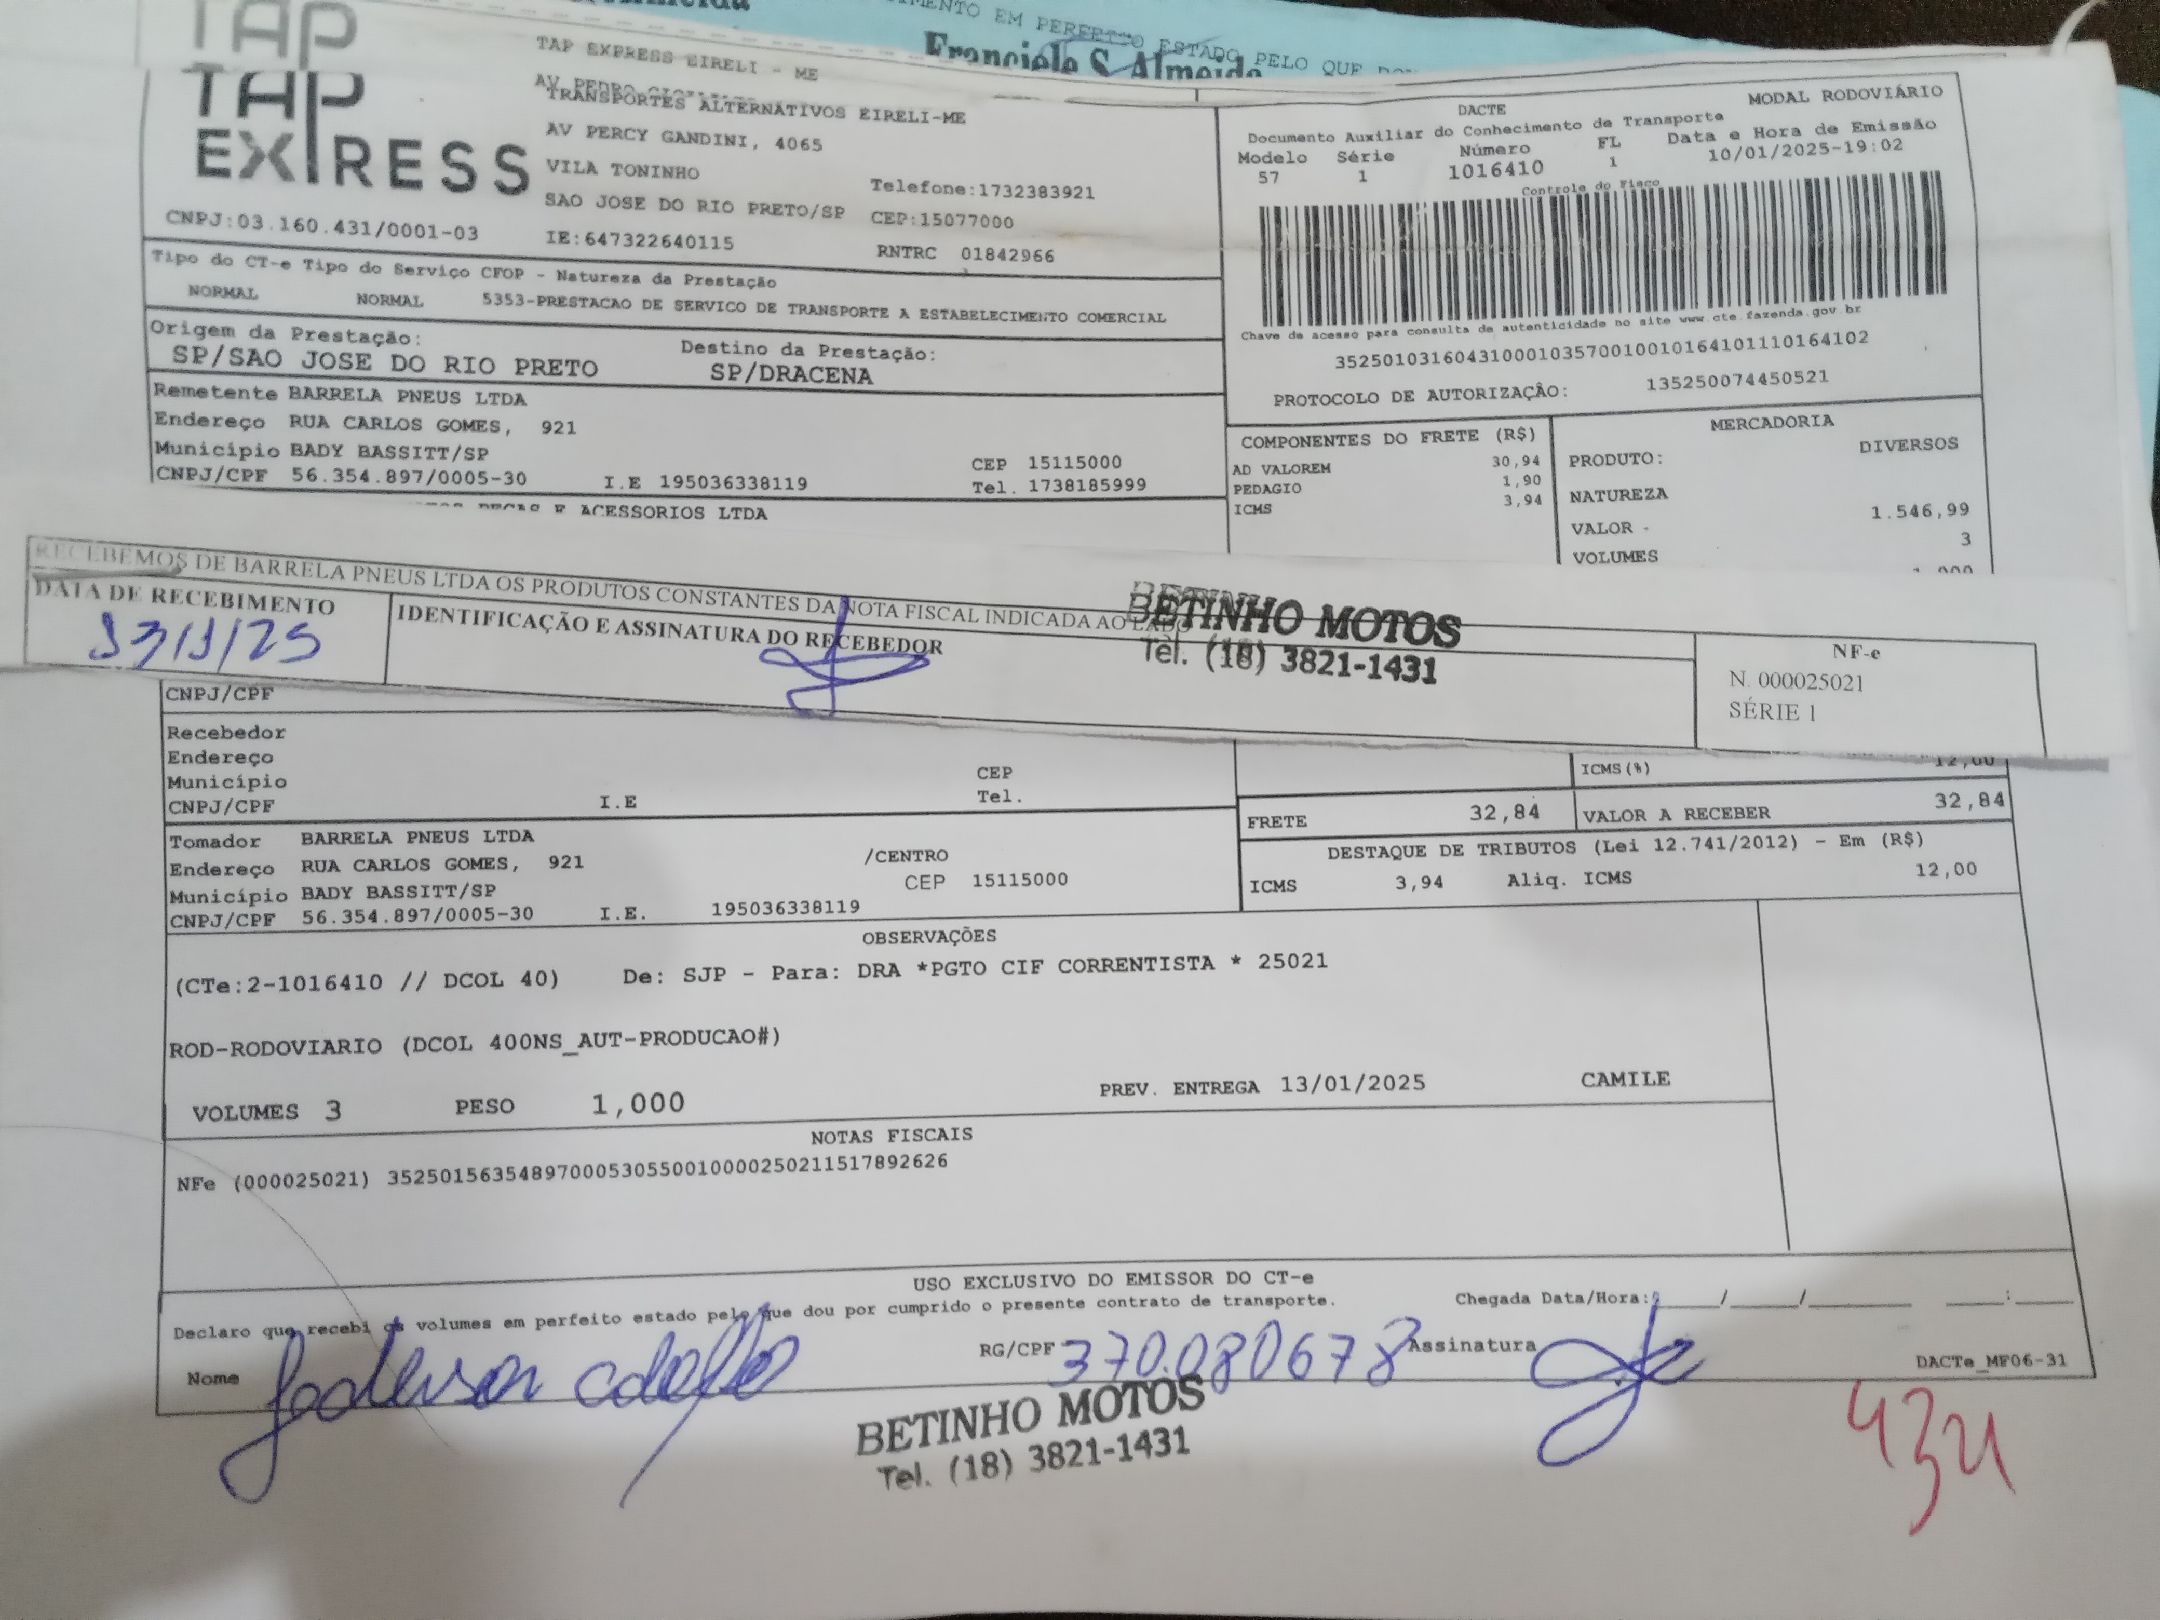 MENTO EM PERFEITO ESTADO PELO QUE
Franciele S. Almeida
TAP
TAP EXPRESS EIRELI - ME
AV PEDRO
TAP
EXPRESS
TRANSPORTES ALTERNATIVOS EIRELI-ME
AV PERCY GANDINI, 4065
VILA TONINHO
Telefone:1732383921
SAO JOSE DO RIO PRETO/SP CEP:15077000
CNPJ:03.160.431/0001-03 IE:647322640115 RNTRC 01842966
DACTE MODAL RODOVIÁRIO
Documento Auxiliar do Conhecimento de Transporte
Modelo Série Número FL Data e Hora de Emissão
57 1 1016410 1 10/01/2025-19:02
Controle do Fisco
Chave de acesso para consulta de autenticidade no site www.cte.fazenda.gov.br
35250103160431000103570010010164101110164102
PROTOCOLO DE AUTORIZAÇÃO: 135250074450521
Tipo do CT-e Tipo do Serviço CFOP - Natureza da Prestação
NORMAL NORMAL 5353-PRESTACAO DE SERVICO DE TRANSPORTE A ESTABELECIMENTO COMERCIAL
Origem da Prestação: Destino da Prestação:
SP/SAO JOSE DO RIO PRETO SP/DRACENA
Remetente BARRELA PNEUS LTDA
Endereço RUA CARLOS GOMES, 921
Município BADY BASSITT/SP CEP 15115000
CNPJ/CPF 56.354.897/0005-30 I.E 195036338119 Tel. 1738185999
PECAS E ACESSORIOS LTDA
COMPONENTES DO FRETE (R$)
AD VALOREM 30,94
PEDAGIO 1,90
ICMS 3,94
MERCADORIA
PRODUTO: DIVERSOS
NATUREZA
VALOR - 1.546,99
VOLUMES 3
RECEBEMOS DE BARRELA PNEUS LTDA OS PRODUTOS CONSTANTES DA NOTA FISCAL INDICADA AO LADO
DATA DE RECEBIMENTO
13/1/25
IDENTIFICAÇÃO E ASSINATURA DO RECEBEDOR
BETINHO MOTOS
Tel. (18) 3821-1431
NF-e
N. 000025021
SÉRIE 1
CNPJ/CPF
Recebedor
Endereço
Município CEP
CNPJ/CPF I.E Tel.
ICMS(%) 12,00
FRETE 32,84 VALOR A RECEBER 32,84
Tomador BARRELA PNEUS LTDA
Endereço RUA CARLOS GOMES, 921 /CENTRO
Município BADY BASSITT/SP CEP 15115000
CNPJ/CPF 56.354.897/0005-30 I.E. 195036338119
DESTAQUE DE TRIBUTOS (Lei 12.741/2012) - Em (R$)
ICMS 3,94 Aliq. ICMS 12,00
OBSERVAÇÕES
(CTe:2-1016410 // DCOL 40) De: SJP - Para: DRA *PGTO CIF CORRENTISTA * 25021
ROD-RODOVIARIO (DCOL 400NS_AUT-PRODUCAO#)
VOLUMES 3 PESO 1,000 PREV. ENTREGA 13/01/2025 CAMILE
NOTAS FISCAIS
NFe (000025021) 35250156354897000530550010000250211517892626
USO EXCLUSIVO DO EMISSOR DO CT-e
Declaro que recebi os volumes em perfeito estado pelo que dou por cumprido o presente contrato de transporte. Chegada Data/Hora: / / :
Nome RG/CPF 370.080678 Assinatura
DACTe_MF06-31
BETINHO MOTOS
Tel. (18) 3821-1431